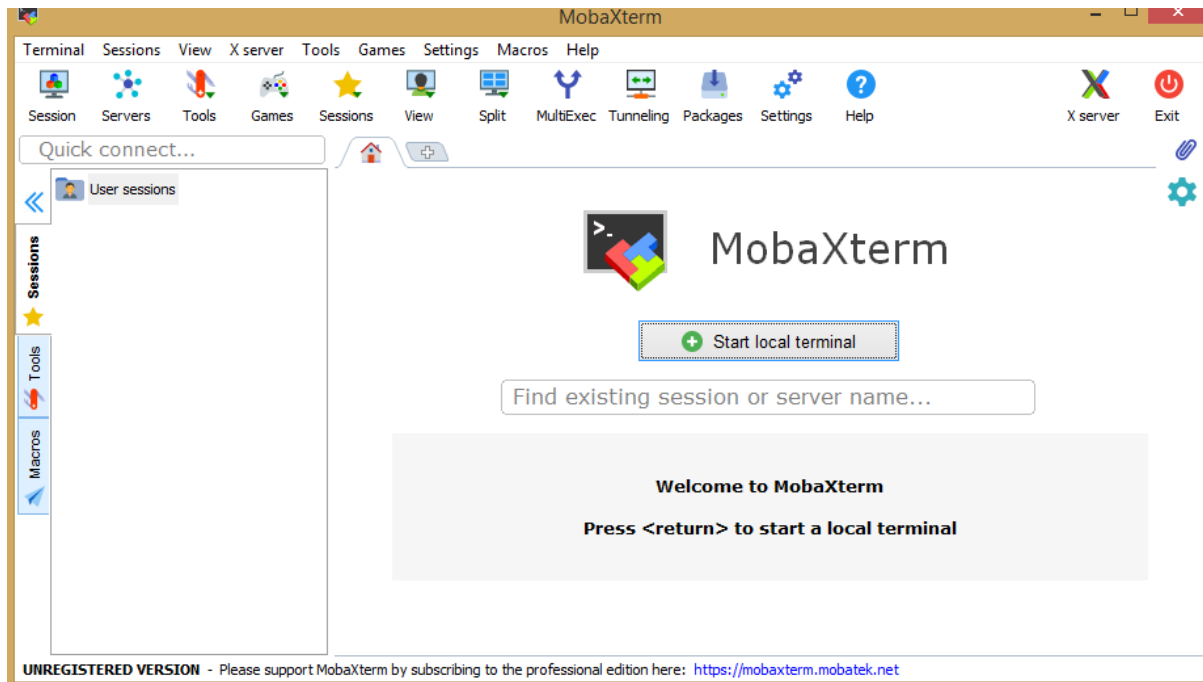 MobaXterm
Terminal Sessions View X server Tools Games Settings Macros Help
Session Servers Tools Games Sessions View Split MultiExec Tunneling Packages Settings Help X server Exit
Quick connect...
User sessions
Sessions
Tools
Macros
>_
MobaXterm
Start local terminal
Find existing session or server name...
Welcome to MobaXterm
Press <return> to start a local terminal
UNREGISTERED VERSION - Please support MobaXterm by subscribing to the professional edition here: https://mobaxterm.mobatek.net